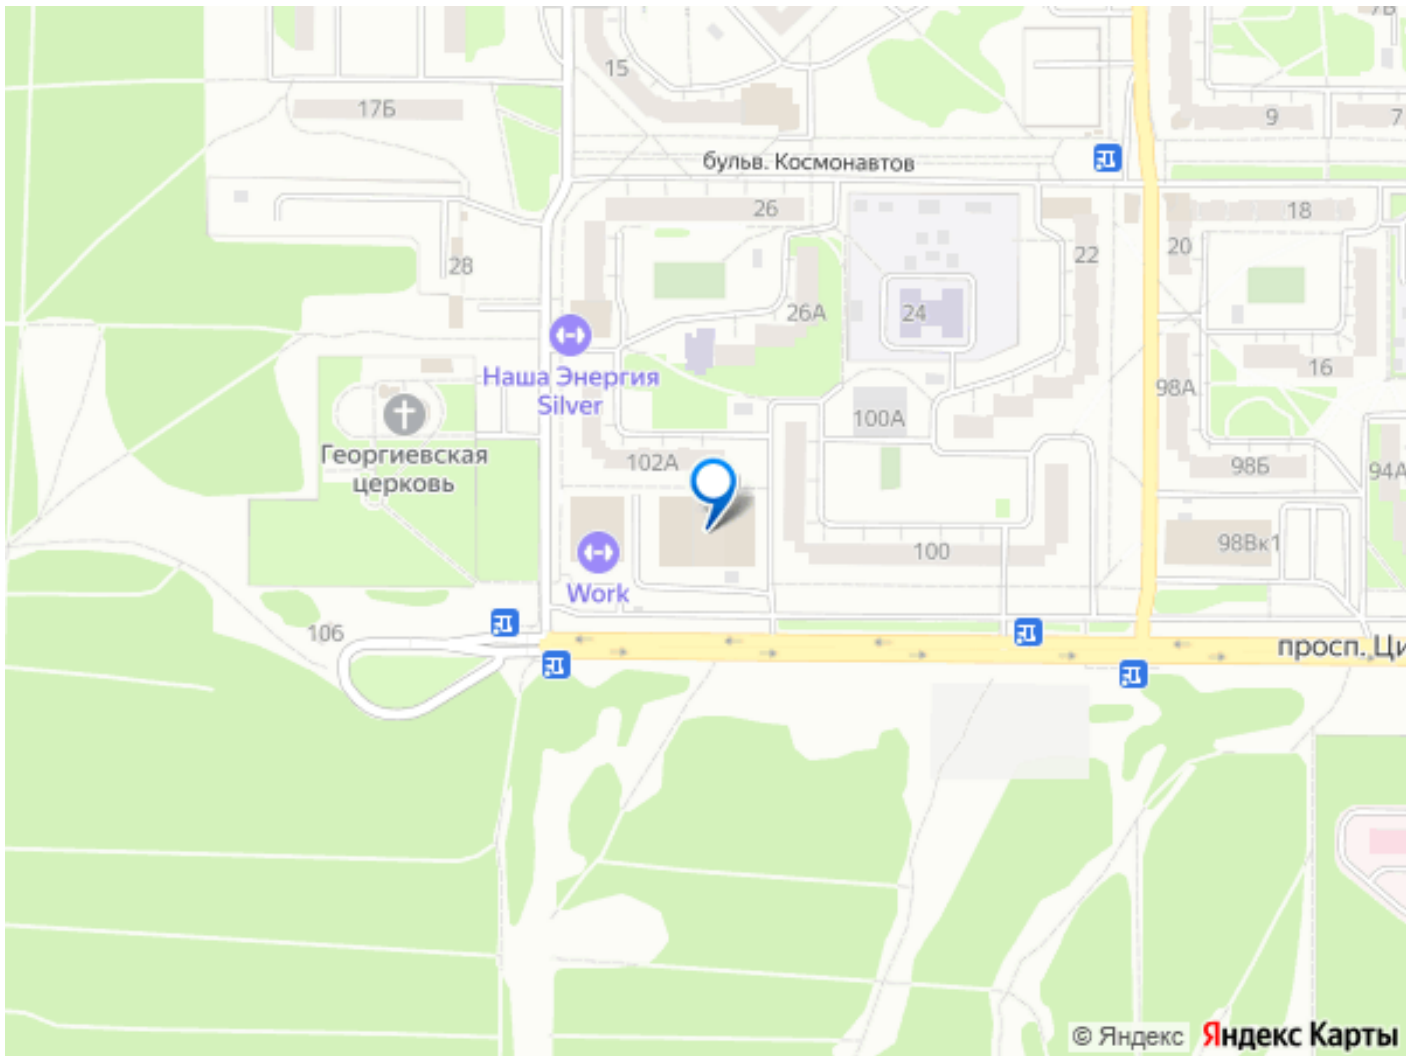 7В
15
17Б
9
7
бульв. Космонавтов
26
18
22
20
28
26А
24
Наша Энергия
Silver
16
98А
100А
Георгиевская
церковь
102А
98Б
94А
100
98Вк1
Work
106
просп. Ци
© Яндекс
Яндекс Карты